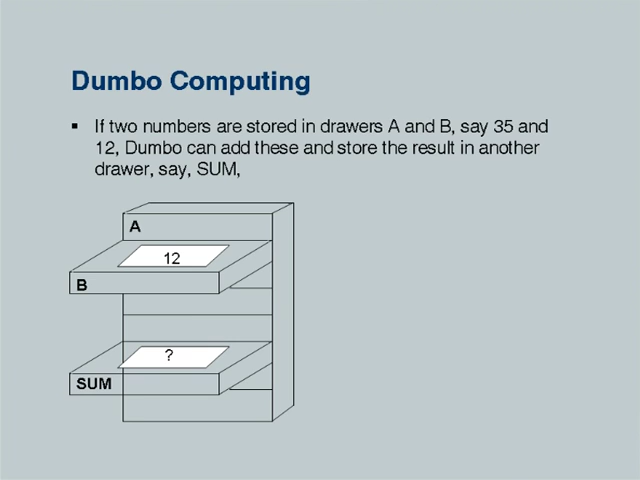 Dumbo Computing
▪ If two numbers are stored in drawers A and B, say 35 and
12, Dumbo can add these and store the result in another
drawer, say, SUM,
A
12
B
?
SUM